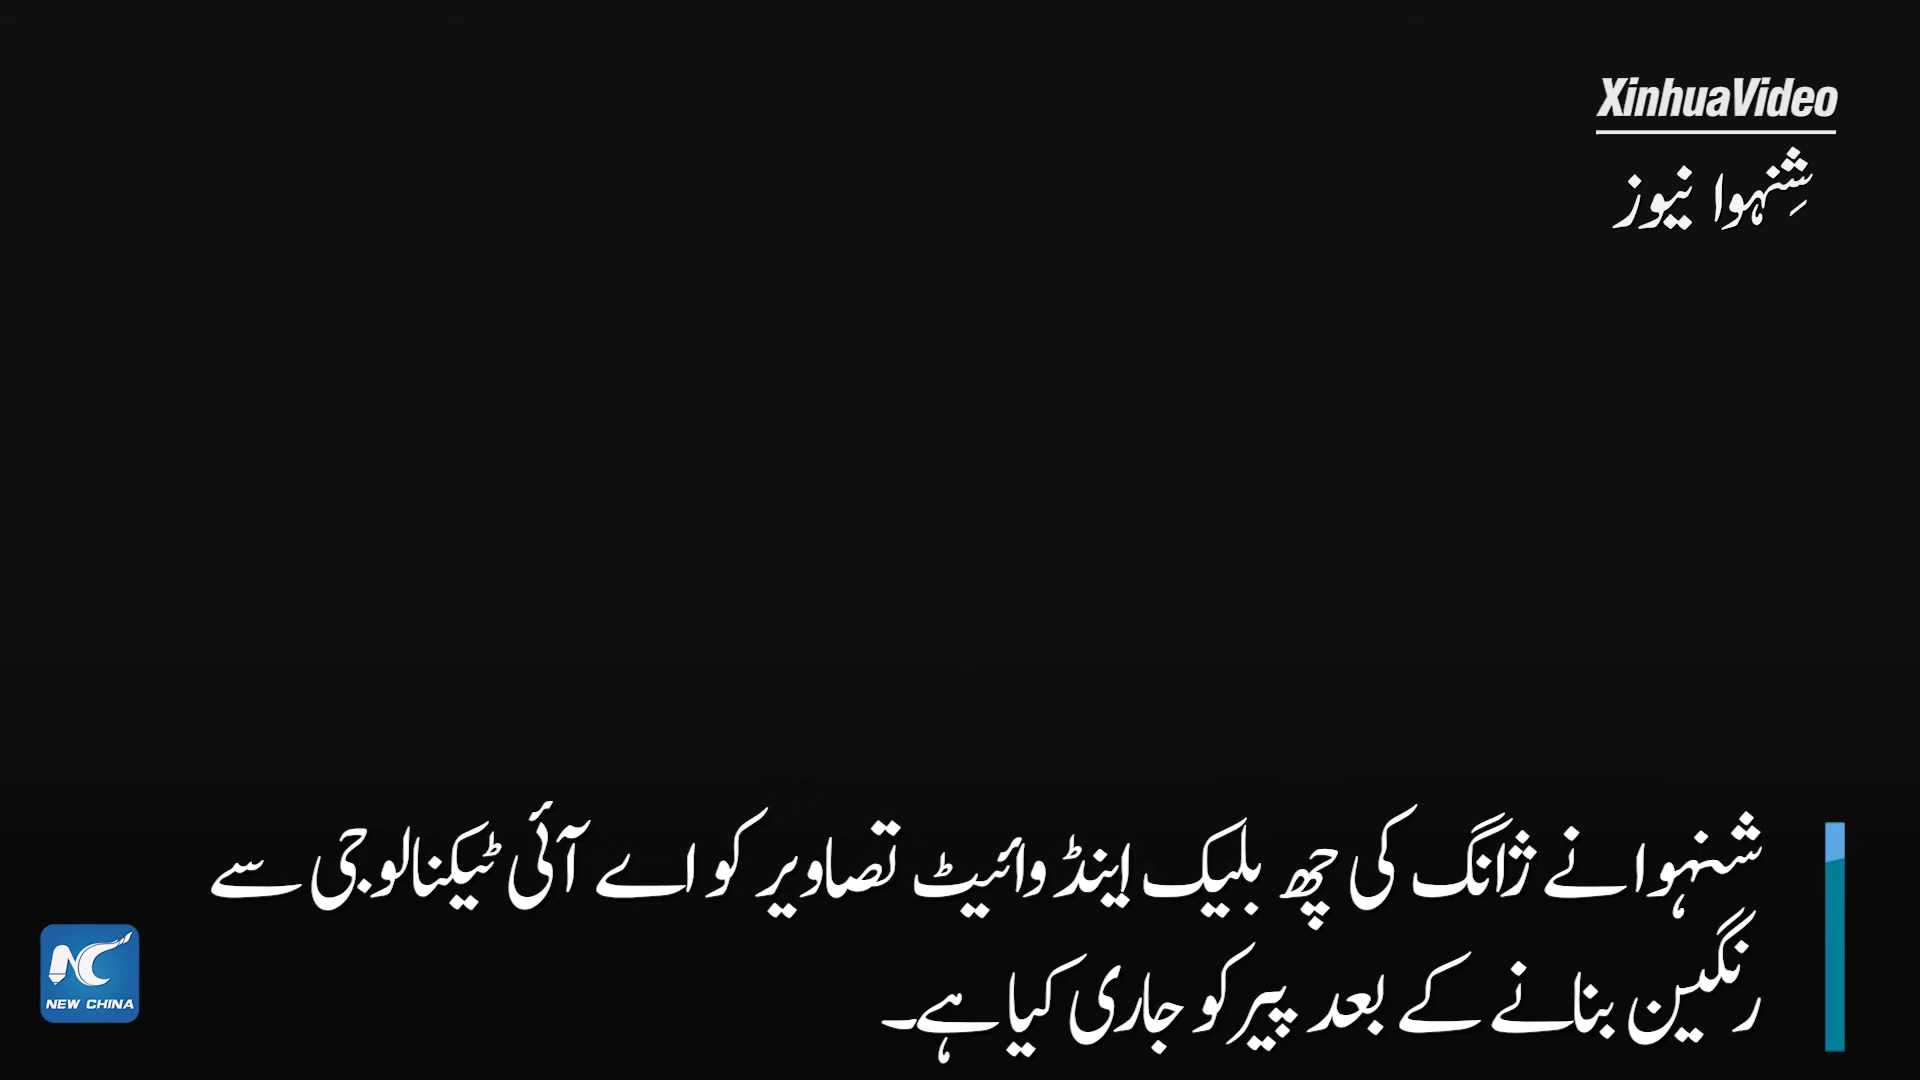 XinhuaVideo
شِنہوا نیوز
شنہوا نے ژانگ کی چھ بلیک اینڈ وائیٹ تصاویر کو اے آئی ٹیکنالوجی سے
رنگین بنانے کے بعد پیر کو جاری کیا ہے۔
NEW CHINA